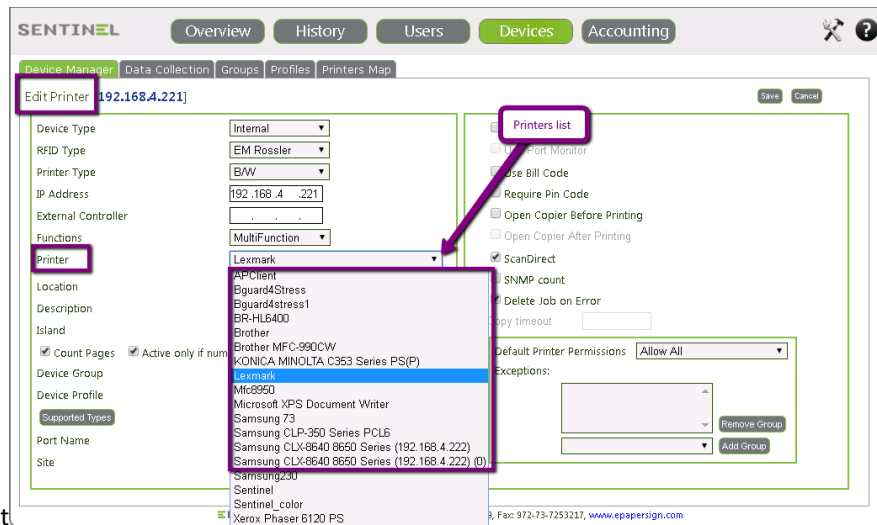 SENTINEL Overview History Users Devices Accounting
Device Manager Data Collection Groups Profiles Printers Map
Edit Printer 192.168.4.221] Save Cancel
Printers list
Device Type Internal
Port Monitor
RFID Type EM Rossler
Use Bill Code
Printer Type B/W
Require Pin Code
IP Address 192 .168 .4 .221
Open Copier Before Printing
External Controller . . .
Open Copier After Printing
Functions MultiFunction
ScanDirect
Printer Lexmark
SNMP count
Delete Job on Error
Copy timeout
Location
Description
Island
Count Pages Active only if num
Device Group
Device Profile
Supported Types
Port Name
Site
APClient
Bguard4Stress
Bguard4stress1
BR-HL6400
Brother
Brother MFC-990CW
KONICA MINOLTA C353 Series PS(P)
Lexmark
Mfc8950
Microsoft XPS Document Writer
Samsung 73
Samsung CLP-350 Series PCL6
Samsung CLX-8640 8650 Series (192.168.4.222)
Samsung CLX-8640 8650 Series (192.168.4.222) (0)
Samsung230
Sentinel
Sentinel_color
Xerox Phaser 6120 PS
Default Printer Permissions Allow All
Exceptions:
Remove Group
Add Group
t 9, Fax: 972-73-7253217, www.epapersign.com